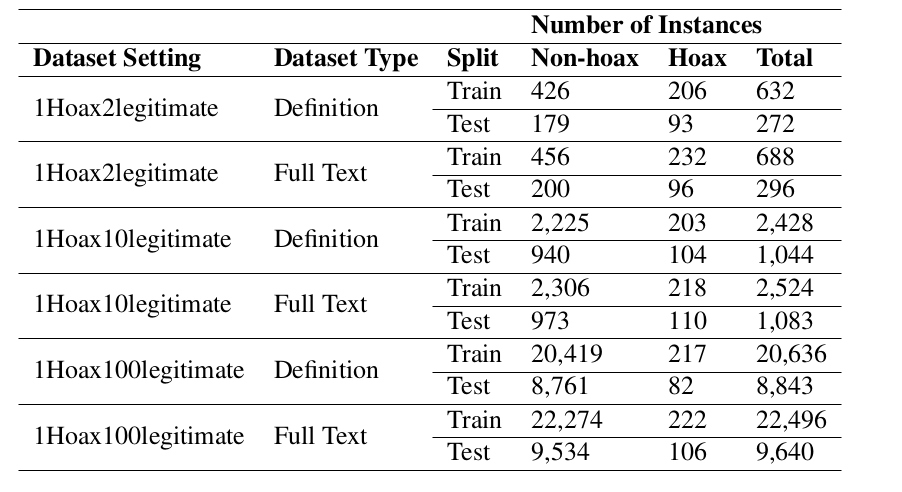 Number of Instances
Dataset Setting Dataset Type Split Non-hoax Hoax Total
1Hoax2legitimate Definition Train 426 206 632
Test 179 93 272
1Hoax2legitimate Full Text Train 456 232 688
Test 200 96 296
1Hoax10legitimate Definition Train 2,225 203 2,428
Test 940 104 1,044
1Hoax10legitimate Full Text Train 2,306 218 2,524
Test 973 110 1,083
1Hoax100legitimate Definition Train 20,419 217 20,636
Test 8,761 82 8,843
1Hoax100legitimate Full Text Train 22,274 222 22,496
Test 9,534 106 9,640